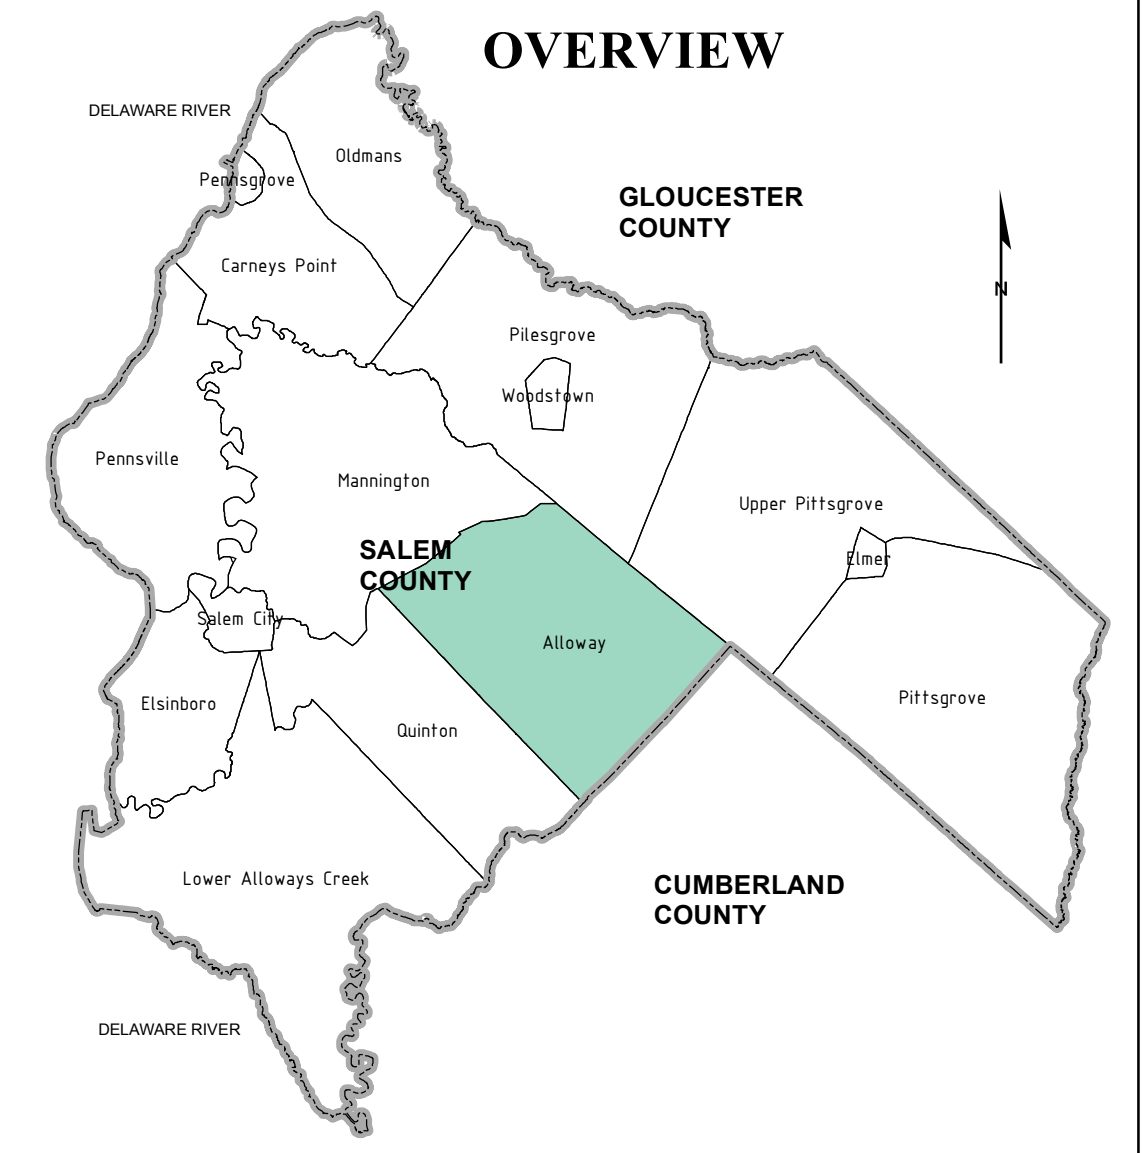 OVERVIEW
DELAWARE RIVER
Oldmans
Pennsgrove
GLOUCESTER
COUNTY
Carneys Point
N
Pilesgrove
Woodstown
Pennsville
Mannington
Upper Pittsgrove
SALEM
COUNTY
Elmer
Salem City
Alloway
Elsinboro
Pittsgrove
Quinton
Lower Alloways Creek
CUMBERLAND
COUNTY
DELAWARE RIVER